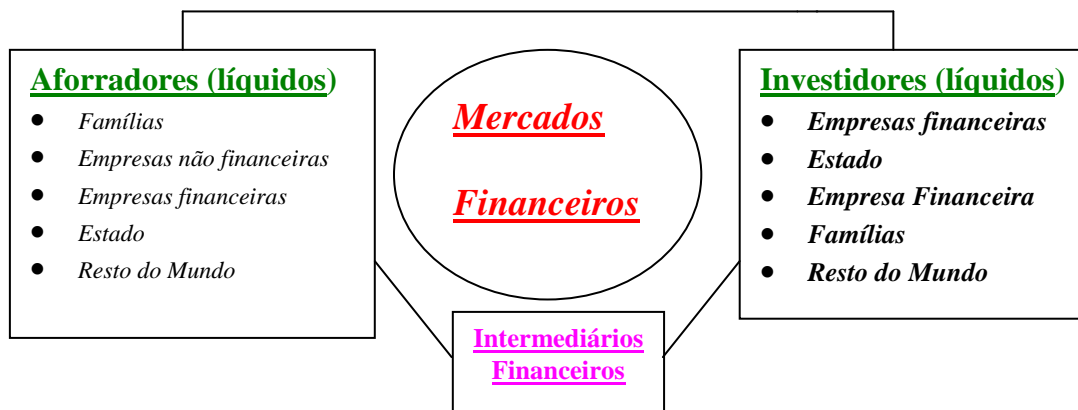 Aforradores (líquidos)
● Famílias
● Empresas não financeiras
● Empresas financeiras
● Estado
● Resto do Mundo
Mercados
Financeiros
Investidores (líquidos)
● Empresas financeiras
● Estado
● Empresa Financeira
● Famílias
● Resto do Mundo
Intermediários
Financeiros